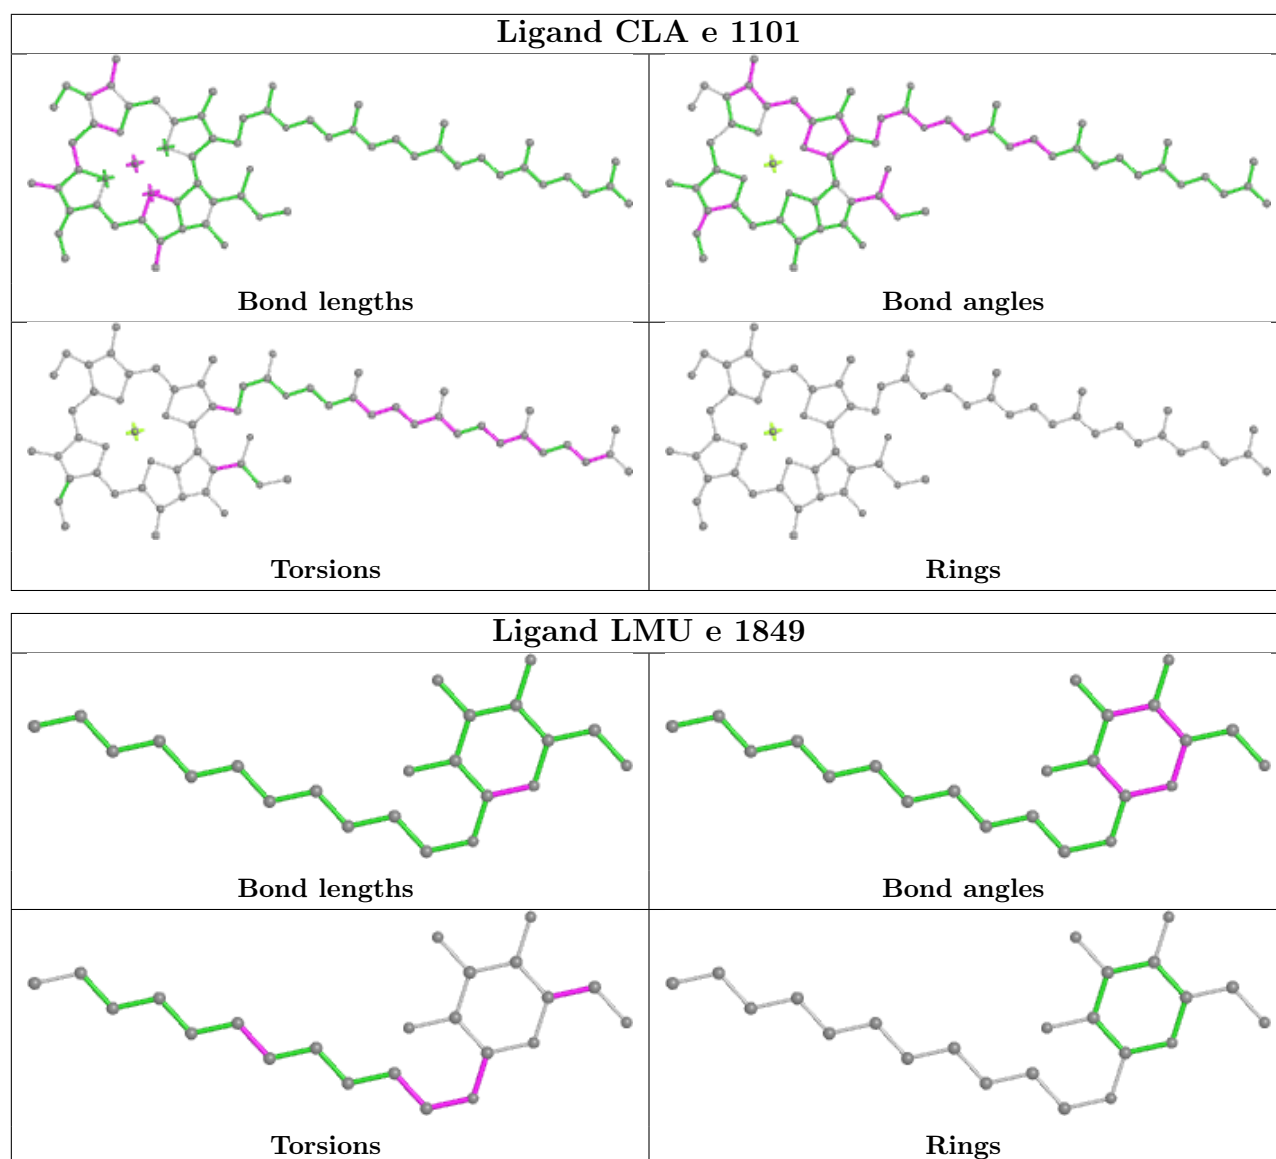 Ligand CLA e 1101
Bond lengths
Bond angles
Torsions
Rings
Ligand LMU e 1849
Bond lengths
Bond angles
Torsions
Rings